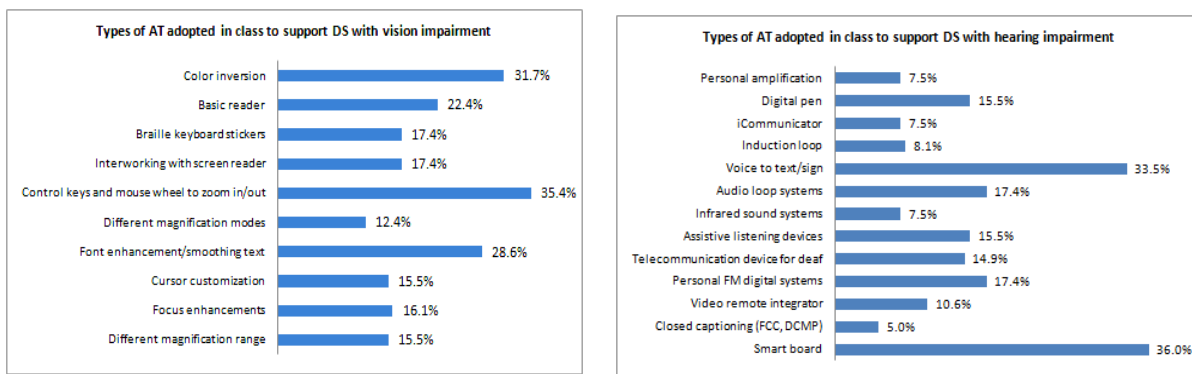 Types of AT adopted in class to support DS with vision impairment
Color inversion 31.7%
Basic reader 22.4%
Braille keyboard stickers 17.4%
Interworking with screen reader 17.4%
Control keys and mouse wheel to zoom in/out 35.4%
Different magnification modes 12.4%
Font enhancement/smoothing text 28.6%
Cursor customization 15.5%
Focus enhancements 16.1%
Different magnification range 15.5%
Types of AT adopted in class to support DS with hearing impairment
Personal amplification 7.5%
Digital pen 15.5%
iCommunicator 7.5%
Induction loop 8.1%
Voice to text/sign 33.5%
Audio loop systems 17.4%
Infrared sound systems 7.5%
Assistive listening devices 15.5%
Telecommunication device for deaf 14.9%
Personal FM digital systems 17.4%
Video remote integrator 10.6%
Closed captioning (FCC, DCMP) 5.0%
Smart board 36.0%